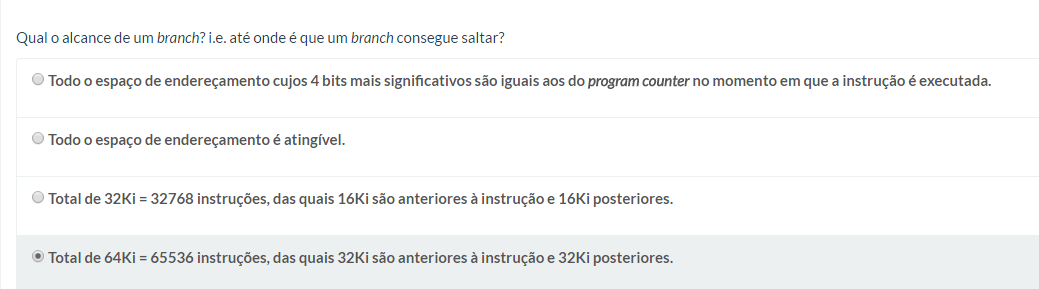 Qual o alcance de um branch? i.e. até onde é que um branch consegue saltar?
Todo o espaço de endereçamento cujos 4 bits mais significativos são iguais aos do program counter no momento em que a instrução é executada.
Todo o espaço de endereçamento é atingível.
Total de 32Ki = 32768 instruções, das quais 16Ki são anteriores à instrução e 16Ki posteriores.
Total de 64Ki = 65536 instruções, das quais 32Ki são anteriores à instrução e 32Ki posteriores.